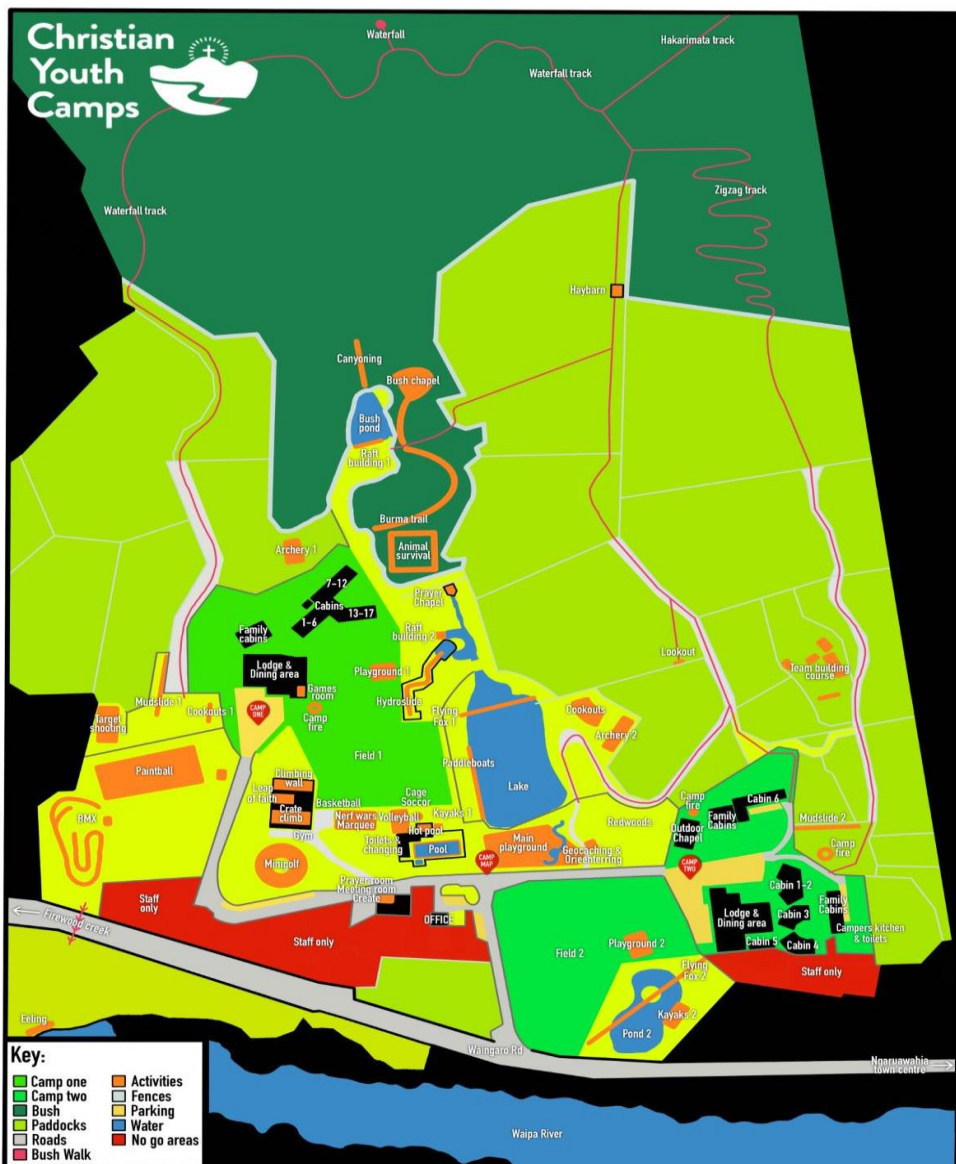 Christian
Youth
Camps
Waterfall
Hakarimata track
Waterfall track
Zigzag track
Waterfall track
Haybarn
Canyoning
Bush chapel
Bush
pond
Raft
building 1
Burma trail
Animal
survival
Archery 1
7-12
Cabins
13-17
1-6
Prayer
Chapel
Family
cabins
Raft
building 2
Lookout
Lodge &
Dining area
Playground 1
Team building
course
Mudslide 1
Games
room
Hydroslide
Cookouts 1
CAMP
ONE
Camp
fire
Flying
Fox 1
Cookouts
Target
shooting
Archery 2
Field 1
Paddleboats
Paintball
Lake
Climbing
wall
Leap
of faith
Crate
climb
Basketball
Cage
Soccor
Camp
fire
Cabin 6
Family
Cabins
BMX
Nerf wars
Marquee
Volleyball
Kayaks 1
Redwoods
Mudslide 2
Gym
Hot pool
Toilets &
changing
Pool
Main
playground
Outdoor
Chapel
Camp
fire
Minigolf
CAMP
MAP
Geocaching &
Orieenterring
CAMP
TWO
Prayer room
Meeting room
Create
Cabin 1-2
Staff
only
Family
Cabins
Firewood creek
OFFICE
Lodge &
Dining area
Cabin 3
Campers kitchen
& toilets
Staff only
Field 2
Playground 2
Cabin 5
Cabin 4
Flying
Fox 2
Staff only
Eeling
Kayaks 2
Pond 2
Waingaro Rd
Ngaruawahia
town centre
Key:
Camp one
Camp two
Bush
Paddocks
Roads
Bush Walk
Activities
Fences
Parking
Water
No go areas
Waipa River